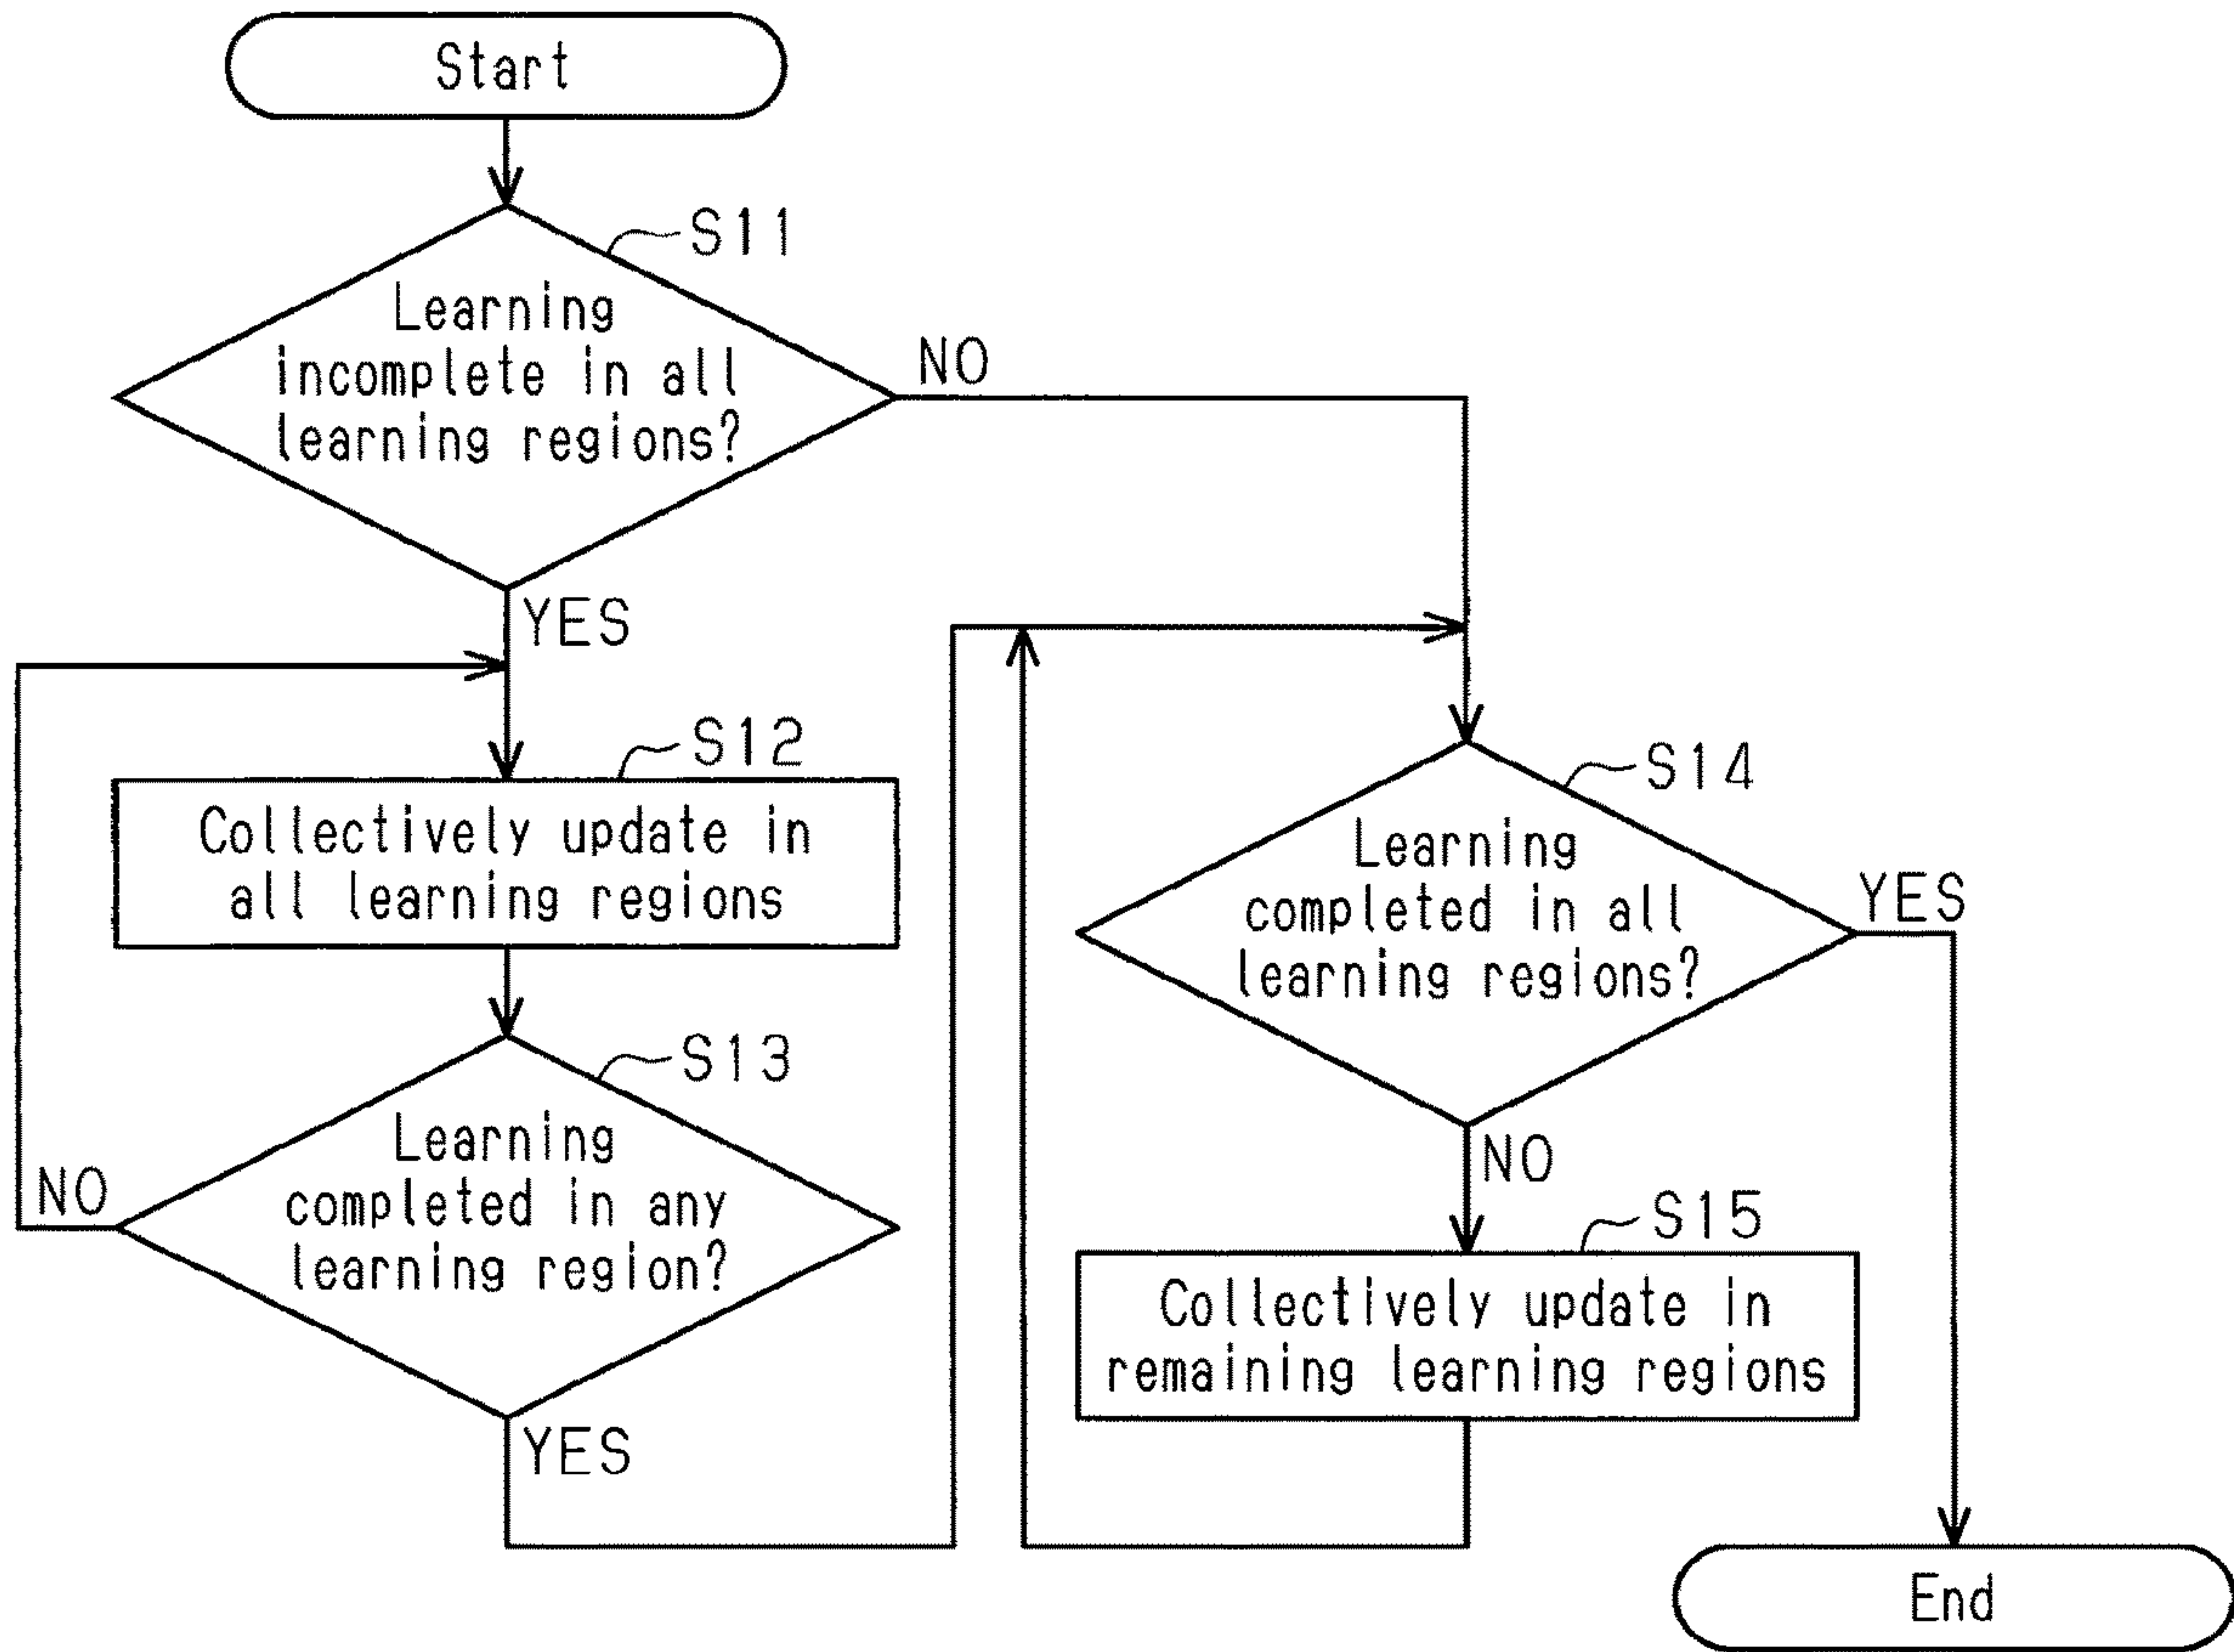 Start
S11
Learning
incomplete in all
learning regions?
NO
YES
S12
Collectively update in
all learning regions
S13
Learning
completed in any
learning region?
NO
YES
S14
Learning
completed in all
learning regions?
YES
NO
S15
Collectively update in
remaining learning regions
End